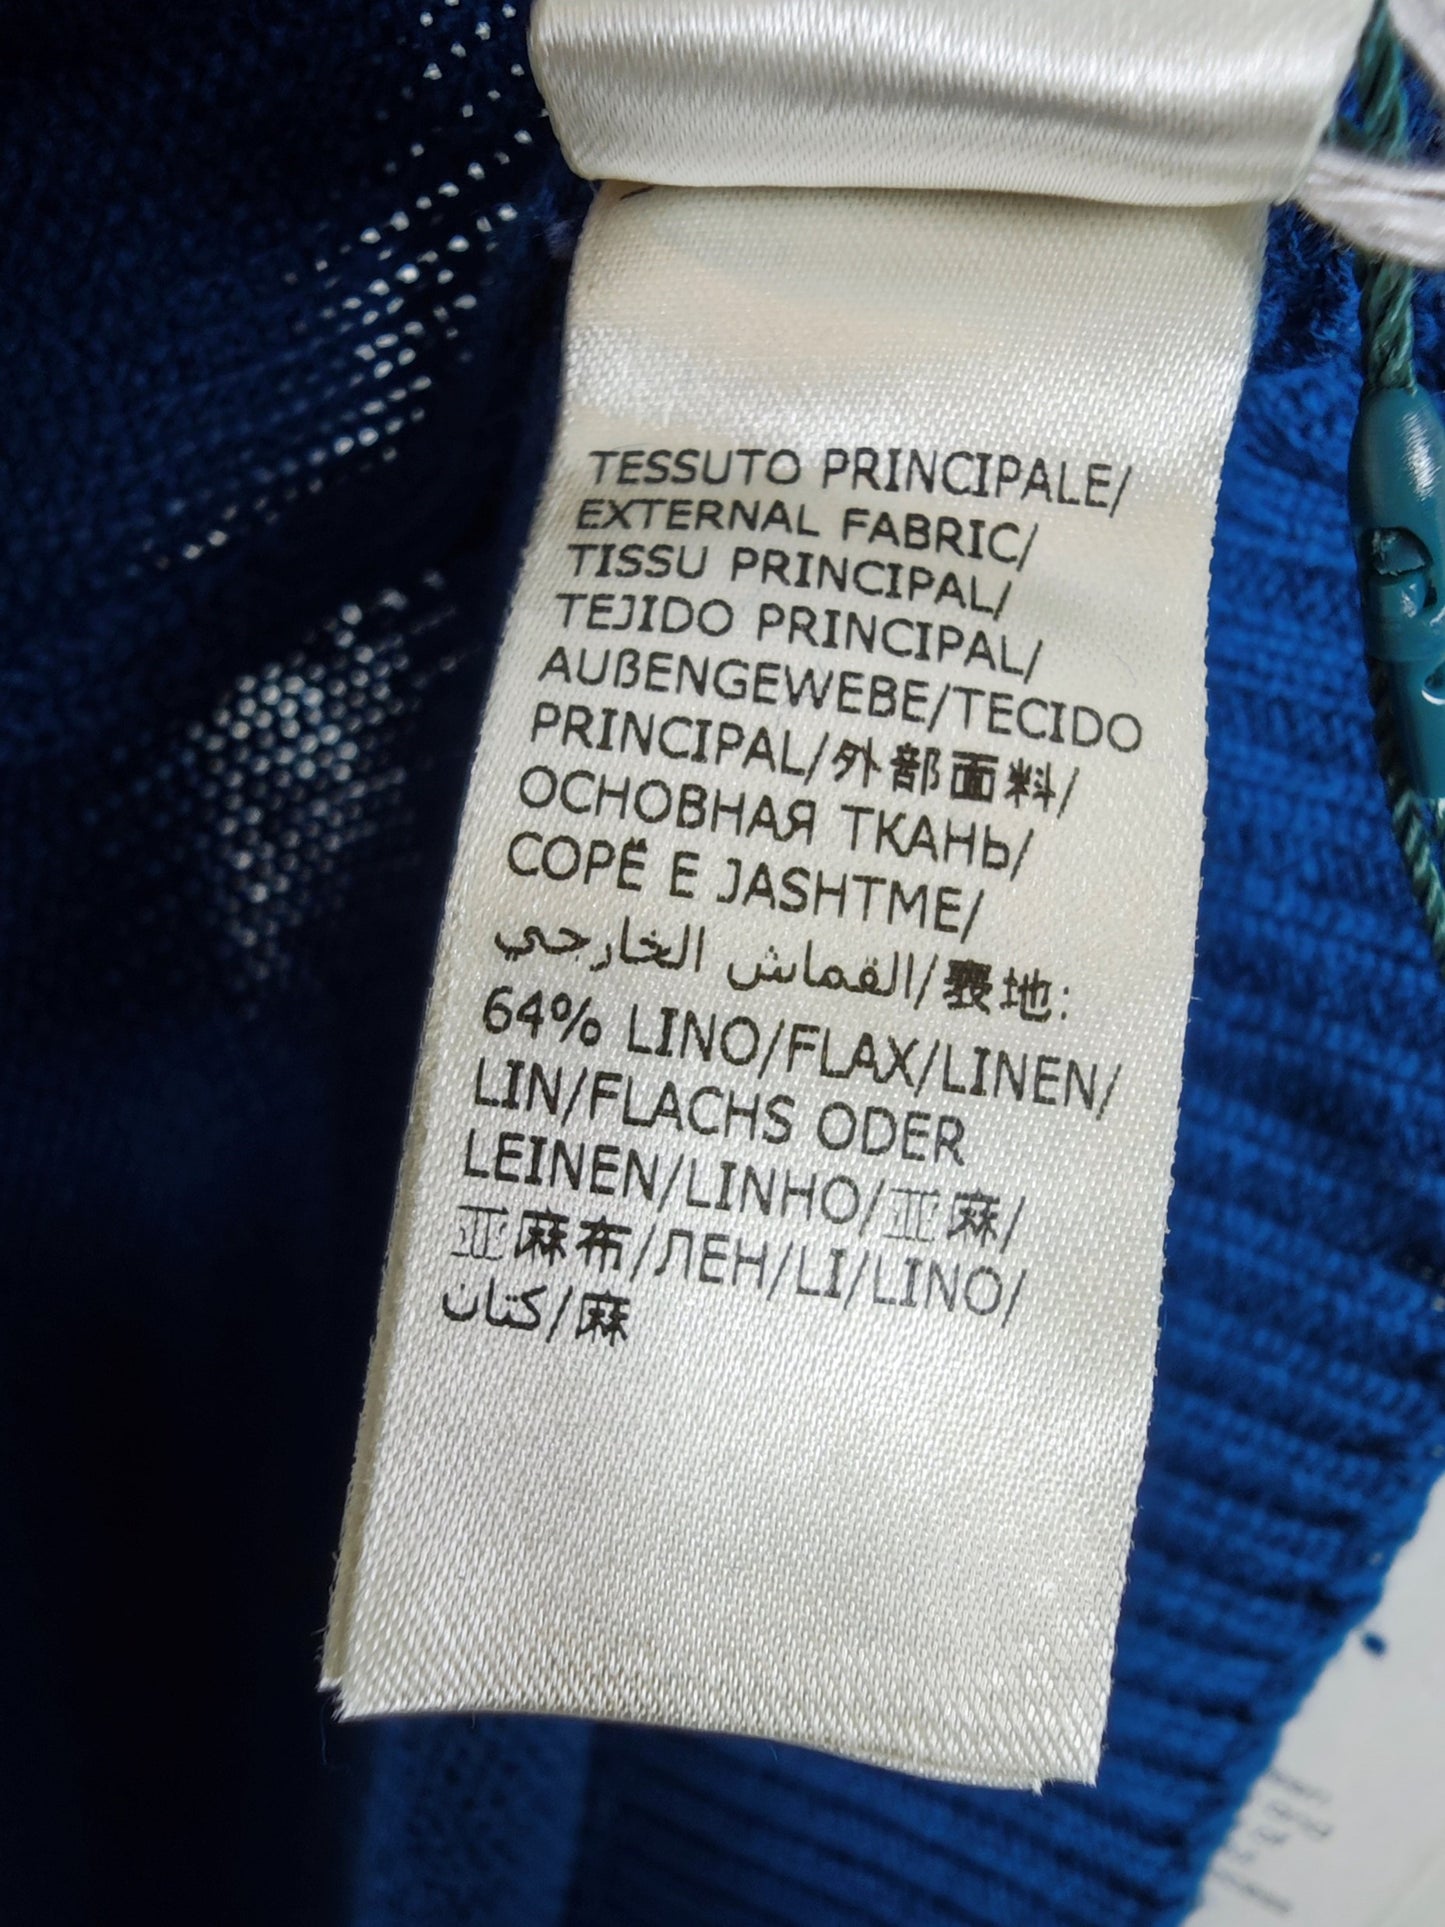 TESSUTO PRINCIPALE/
EXTERNAL FABRIC/
TISSU PRINCIPAL/
TEJIDO PRINCIPAL/
AUßENGEWEBE/TECIDO
PRINCIPAL/外部面料/
ОСНОВНАЯ ТКАНЬ/
COPË E JASHTME/
القماش الخارجي/表地:
64% LINO/FLAX/LINEN/
LIN/FLACHS ODER
LEINEN/LINHO/亚麻/
亚麻布/ЛЕН/LI/LINO/
كتان/麻